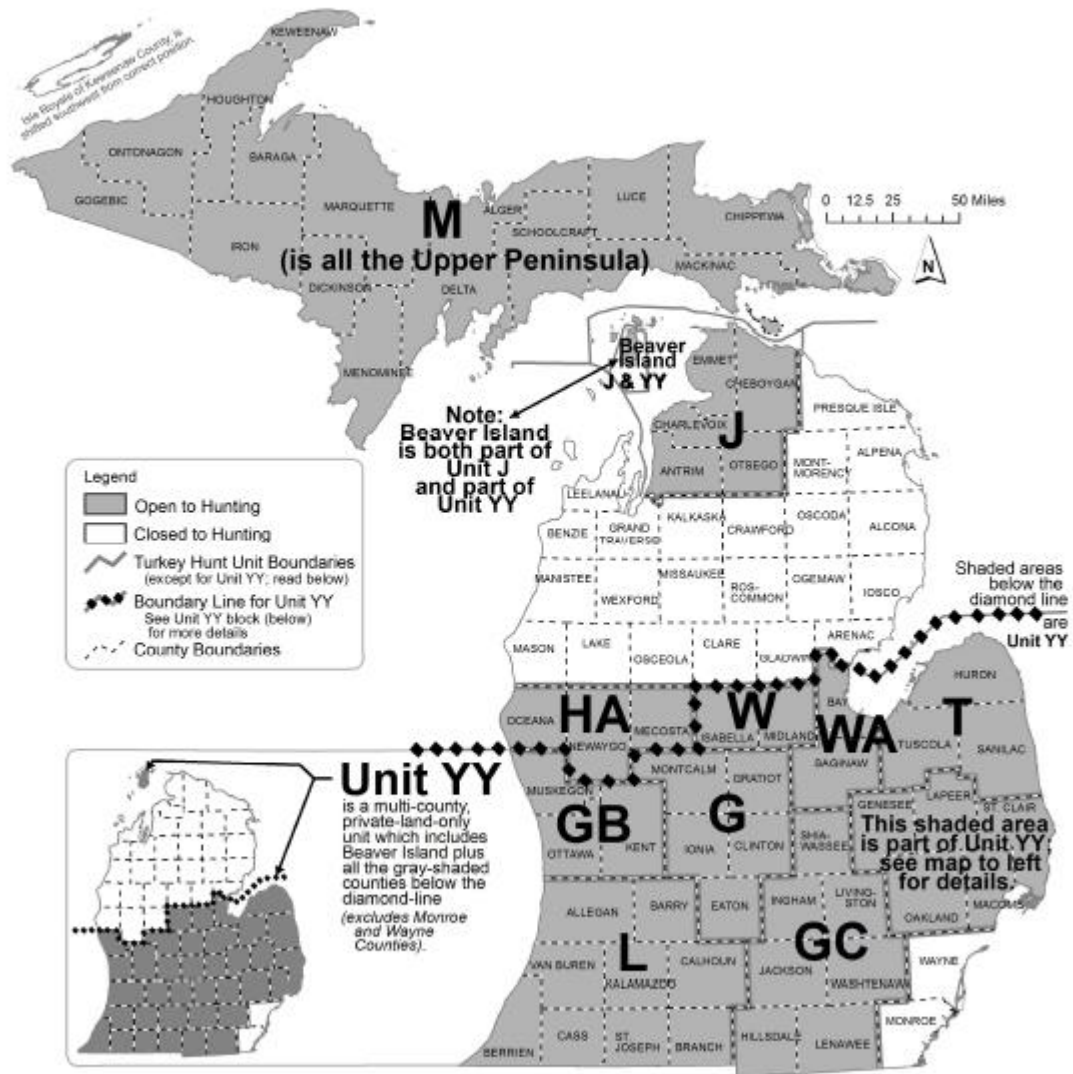 KEWEENAW
Isle Royale of Keweenaw County, is
shifted southwest from correct position
HOUGHTON
ONTONAGON
BARAGA
GOGEBIC
MARQUETTE
ALGER
LUCE
CHIPPEWA
0 12.5 25 50 Miles
SCHOOLCRAFT
M
IRON
(is all the Upper Peninsula)
MACKINAC
N
DICKINSON
DELTA
MENOMINEE
Beaver
Island
J & YY
EMMET
CHEBOYGAN
Note:
Beaver Island
is both part of
Unit J
and part of
Unit YY
PRESQUE ISLE
CHARLEVOIX
J
ANTRIM
OTSEGO
MONT-
MORENCY
ALPENA
Legend
Open to Hunting
Closed to Hunting
Turkey Hunt Unit Boundaries
(except for Unit YY; read below)
Boundary Line for Unit YY
See Unit YY block (below)
for more details
County Boundaries
LEELANAU
BENZIE
GRAND
TRAVERSE
KALKASKA
CRAWFORD
OSCODA
ALCONA
MANISTEE
WEXFORD
MISSAUKEE
ROS-
COMMON
OGEMAW
IOSCO
Shaded areas
below the
diamond line
are
Unit YY
MASON
LAKE
OSCEOLA
CLARE
GLADWIN
ARENAC
HURON
OCEANA
HA
NEWAYGO
MECOSTA
W
ISABELLA
MIDLAND
BAY
WA
T
TUSCOLA
SANILAC
Unit YY
is a multi-county,
private-land-only
unit which includes
Beaver Island plus
all the gray-shaded
counties below the
diamond-line
(excludes Monroe
and Wayne
Counties).
MUSKEGON
MONTCALM
GRATIOT
SAGINAW
GENESEE
LAPEER
ST. CLAIR
GB
G
OTTAWA
KENT
IONIA
CLINTON
SHIA-
WASSEE
This shaded area
is part of Unit YY;
see map to left
for details.
ALLEGAN
BARRY
EATON
INGHAM
LIVING-
STON
OAKLAND
MACOMB
L
GC
VAN BUREN
KALAMAZOO
CALHOUN
JACKSON
WASHTENAW
WAYNE
BERRIEN
CASS
ST
JOSEPH
BRANCH
HILLSDALE
LENAWEE
MONROE